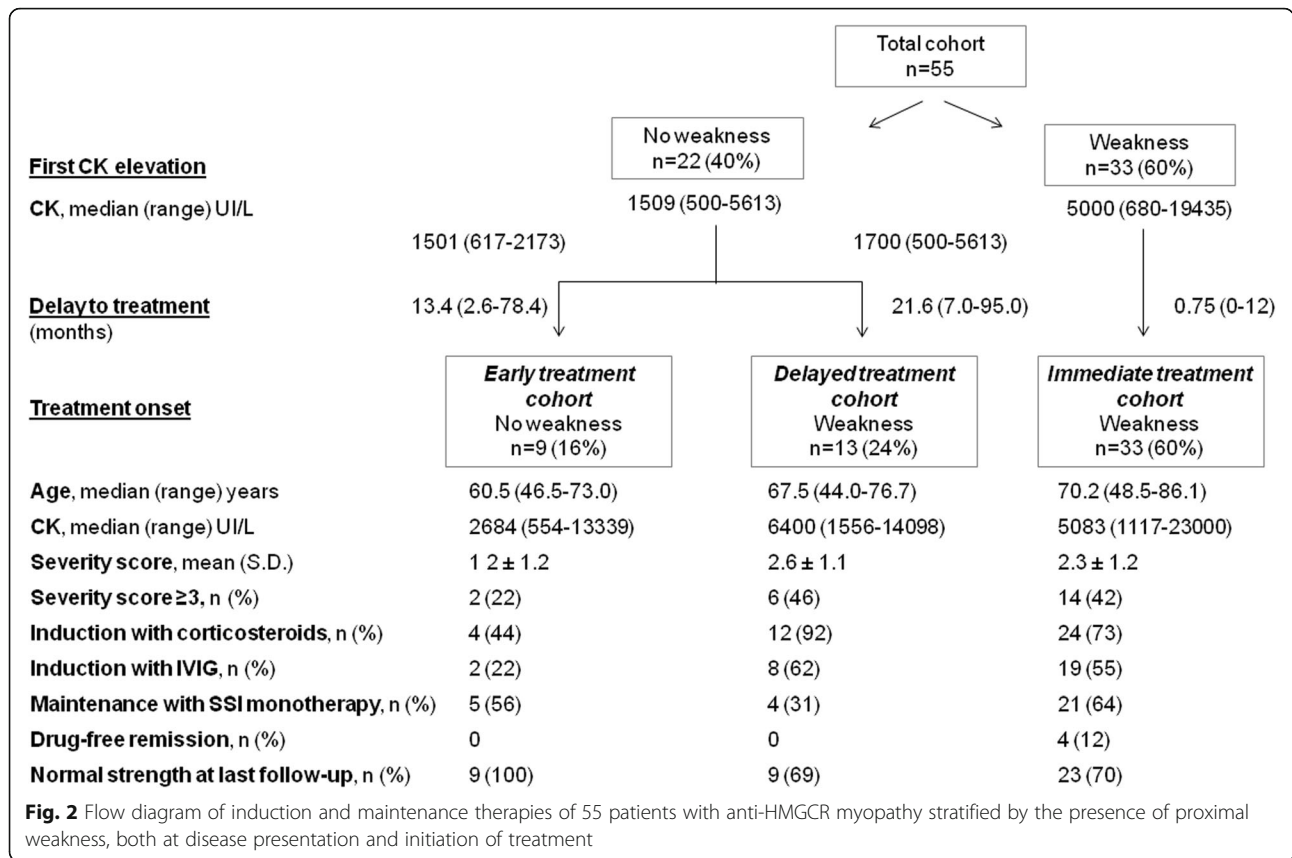 Total cohort
n=55
No weakness
n=22 (40%)
Weakness
n=33 (60%)
First CK elevation
CK, median (range) UI/L
1509 (500-5613)
5000 (680-19435)
1501 (617-2173)
1700 (500-5613)
Delay to treatment
(months)
13.4 (2.6-78.4)
21.6 (7.0-95.0)
0.75 (0-12)
Treatment onset
Early treatment
cohort
No weakness
n=9 (16%)
Delayed treatment
cohort
Weakness
n=13 (24%)
Immediate treatment
cohort
Weakness
n=33 (60%)
Age, median (range) years 60.5 (46.5-73.0) 67.5 (44.0-76.7) 70.2 (48.5-86.1)
CK, median (range) UI/L 2684 (554-13339) 6400 (1556-14098) 5083 (1117-23000)
Severity score, mean (S.D.) 1 2 ± 1.2 2.6 ± 1.1 2.3 ± 1.2
Severity score ≥3, n (%) 2 (22) 6 (46) 14 (42)
Induction with corticosteroids, n (%) 4 (44) 12 (92) 24 (73)
Induction with IVIG, n (%) 2 (22) 8 (62) 19 (55)
Maintenance with SSI monotherapy, n (%) 5 (56) 4 (31) 21 (64)
Drug-free remission, n (%) 0 0 4 (12)
Normal strength at last follow-up, n (%) 9 (100) 9 (69) 23 (70)
Fig. 2 Flow diagram of induction and maintenance therapies of 55 patients with anti-HMGCR myopathy stratified by the presence of proximal
weakness, both at disease presentation and initiation of treatment